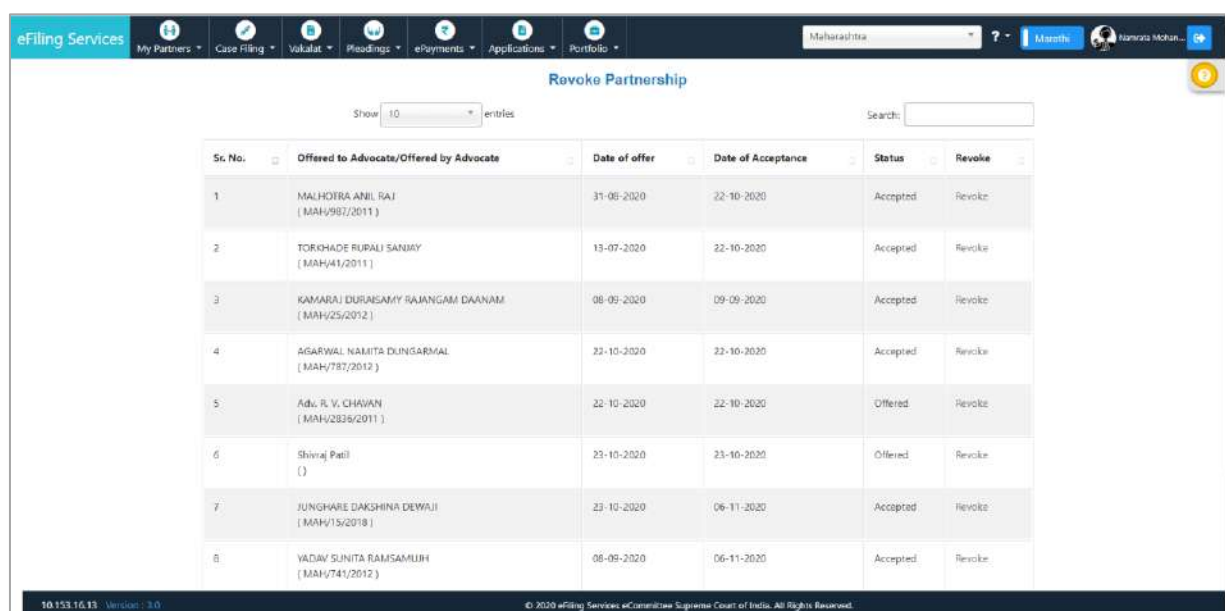 eFiling Services
My Partners Case Filing Vakalat Pleadings ePayments Applications Portfolio Maharashtra ? Marathi Namrata Mohan...
Revoke Partnership
Show 10 entries Search:
Sr. No. Offered to Advocate/Offered by Advocate Date of offer Date of Acceptance Status Revoke
1 MALHOTRA ANIL RAJ 31-08-2020 22-10-2020 Accepted Revoke
( MAH/987/2011 )
2 TORKHADE RUPALI SANJAY 13-07-2020 22-10-2020 Accepted Revoke
( MAH/41/2011 )
3 KAMARAJ DURAISAMY RAJANGAM DAANAM 08-09-2020 09-09-2020 Accepted Revoke
( MAH/25/2012 )
4 AGARWAL NAMITA DUNGARMAL 22-10-2020 22-10-2020 Accepted Revoke
( MAH/787/2012 )
5 Adv. R. V. CHAVAN 22-10-2020 22-10-2020 Offered Revoke
( MAH/2836/2011 )
6 Shivraj Patil 23-10-2020 23-10-2020 Offered Revoke
()
7 JUNGHARE DAKSHINA DEWAJI 23-10-2020 06-11-2020 Accepted Revoke
( MAH/15/2018 )
8 YADAV SUNITA RAMSAMUJH 08-09-2020 06-11-2020 Accepted Revoke
( MAH/741/2012 )
10.153.16.13 Version : 3.0 © 2020 eFiling Services eCommittee Supreme Court of India. All Rights Reserved.